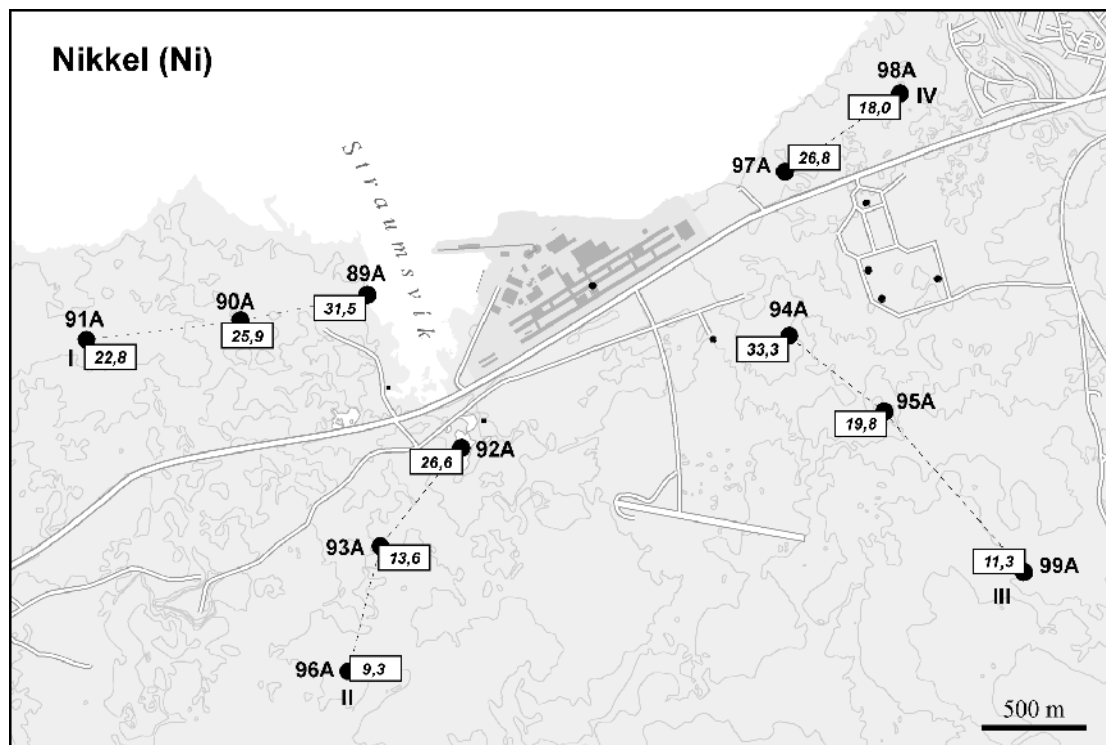 Nikkel (Ni)
98A
IV
18,0
97A
26,8
Straumsvik
89A
31,5
90A
25,9
91A
I
22,8
94A
33,3
95A
19,8
92A
26,6
93A
13,6
11,3
99A
III
96A
9,3
II
500 m